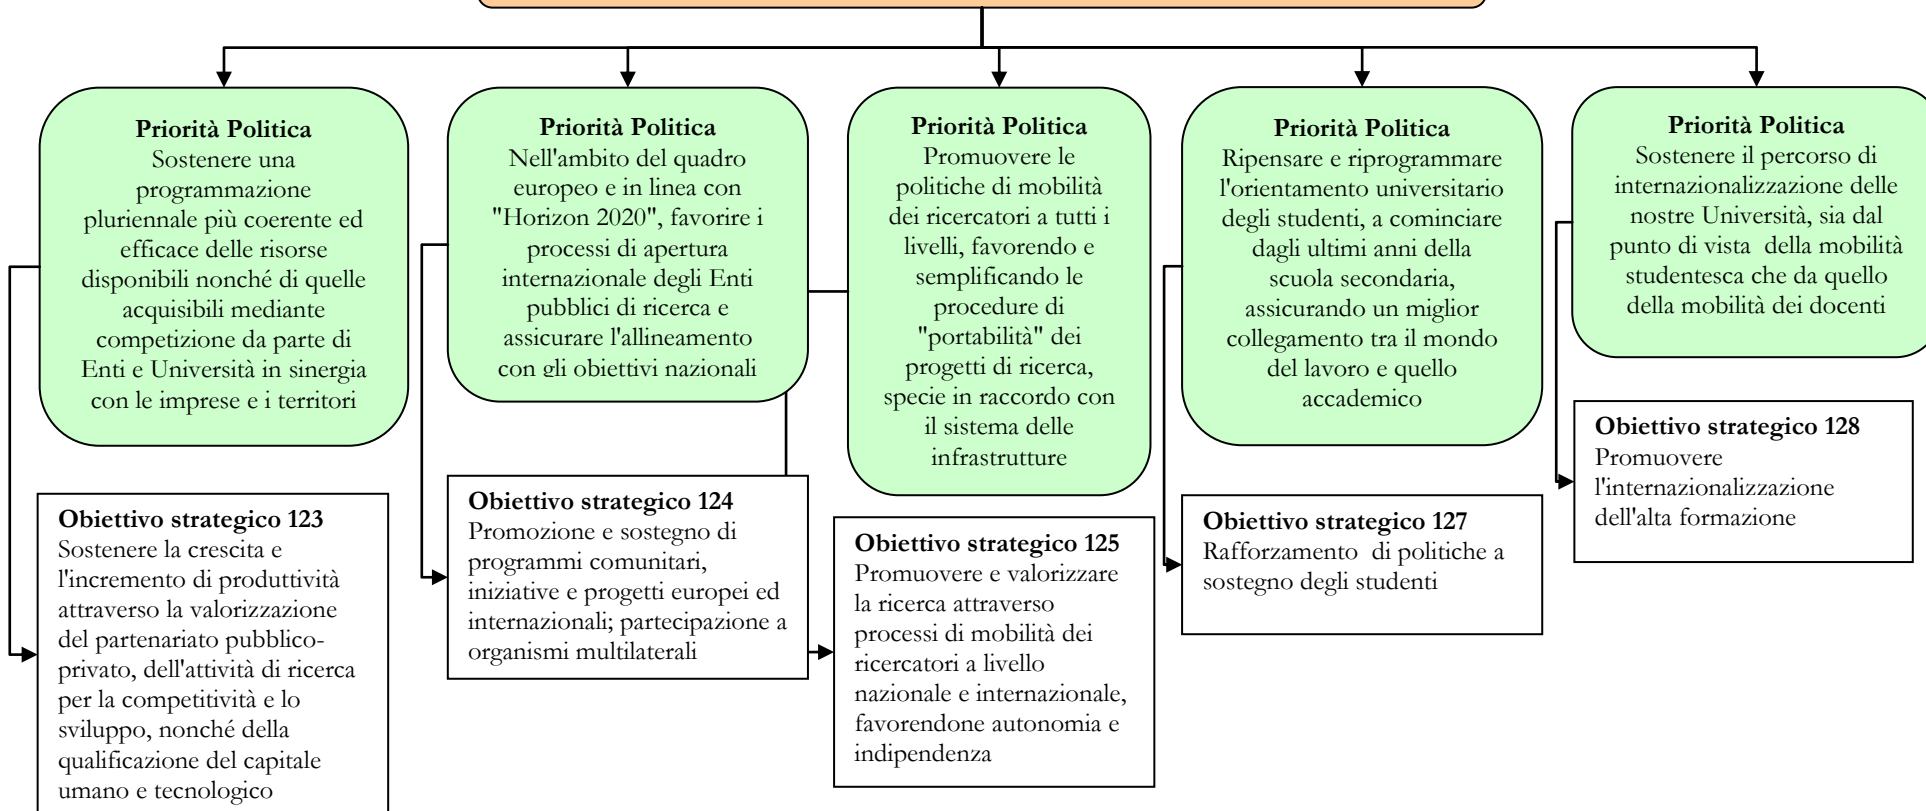 Priorità Politica
Sostenere una
programmazione
pluriennale più coerente ed
efficace delle risorse
disponibili nonché di quelle
acquisibili mediante
competizione da parte di
Enti e Università in sinergia
con le imprese e i territori
Priorità Politica
Nell'ambito del quadro
europeo e in linea con
"Horizon 2020", favorire i
processi di apertura
internazionale degli Enti
pubblici di ricerca e
assicurare l'allineamento
con gli obiettivi nazionali
Priorità Politica
Promuovere le
politiche di mobilità
dei ricercatori a tutti i
livelli, favorendo e
semplificando le
procedure di
"portabilità" dei
progetti di ricerca,
specie in raccordo con
il sistema delle
infrastrutture
Priorità Politica
Ripensare e riprogrammare
l'orientamento universitario
degli studenti, a cominciare
dagli ultimi anni della
scuola secondaria,
assicurando un miglior
collegamento tra il mondo
del lavoro e quello
accademico
Priorità Politica
Sostenere il percorso di
internazionalizzazione delle
nostre Università, sia dal
punto di vista della mobilità
studentesca che da quello
della mobilità dei docenti
Obiettivo strategico 123
Sostenere la crescita e
l'incremento di produttività
attraverso la valorizzazione
del partenariato pubblico-
privato, dell'attività di ricerca
per la competitività e lo
sviluppo, nonché della
qualificazione del capitale
umano e tecnologico
Obiettivo strategico 124
Promozione e sostegno di
programmi comunitari,
iniziative e progetti europei ed
internazionali; partecipazione a
organismi multilaterali
Obiettivo strategico 125
Promuovere e valorizzare
la ricerca attraverso
processi di mobilità dei
ricercatori a livello
nazionale e internazionale,
favorendone autonomia e
indipendenza
Obiettivo strategico 127
Rafforzamento di politiche a
sostegno degli studenti
Obiettivo strategico 128
Promuovere
l'internazionalizzazione
dell'alta formazione